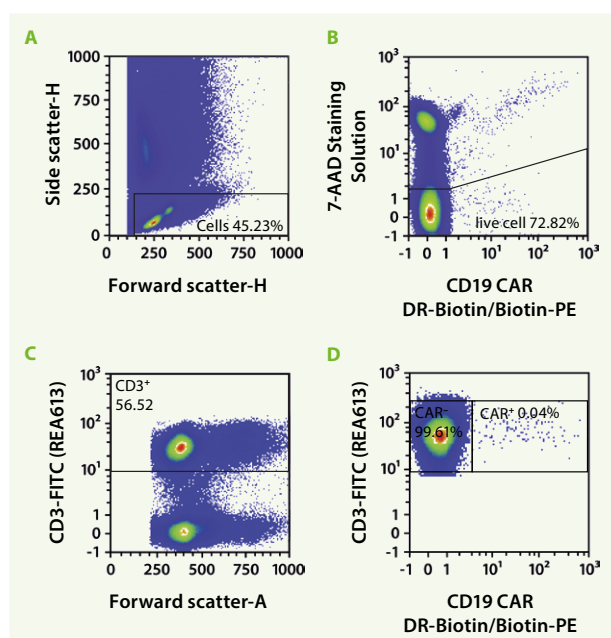 A
Side scatter-H
1000
750
500
250
0
Cells 45.23%
0 250 500 750 1000
Forward scatter-H
B
7-AAD Staining
Solution
10³
10²
10¹
1
0
-1
live cell 72.82%
-1 0 1 10¹ 10² 10³
CD19 CAR
DR-Biotin/Biotin-PE
C
CD3-FITC (REA613)
10³
10²
10¹
1
0
-1
CD3⁺
56.52
0 250 500 750 1000
Forward scatter-A
D
CD3-FITC (REA613)
10³
10²
10¹
1
0
-1
CAR⁻
99.61%
CAR⁺ 0.04%
-1 0 1 10¹ 10² 10³
CD19 CAR
DR-Biotin/Biotin-PE